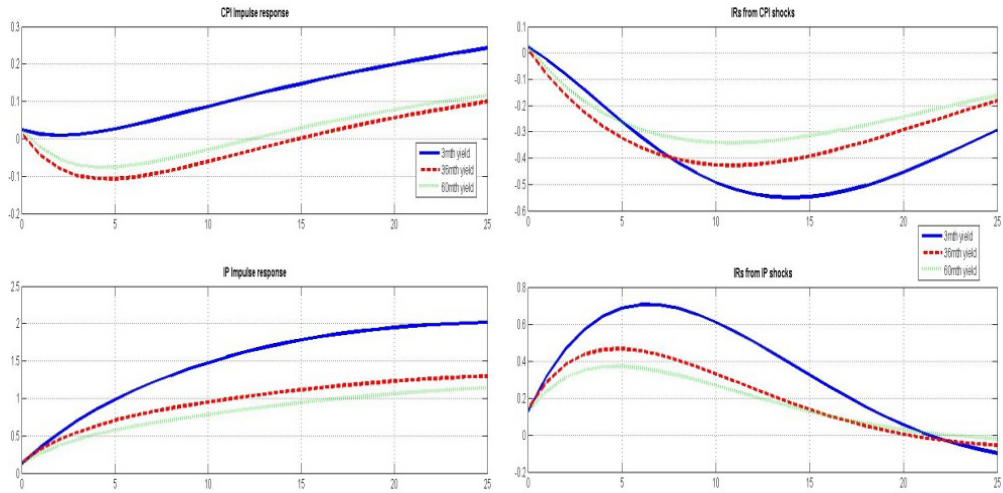 CPI Impulse response
0.3
0.2
0.1
0
-0.1
-0.2
0 5 10 15 20 25
3mth yield
36mth yield
60mth yield
IRs from CPI shocks
0.1
0
-0.1
-0.2
-0.3
-0.4
-0.5
-0.6
0 5 10 15 20 25
3mth yield
36mth yield
60mth yield
IP Impulse response
2.5
2
1.5
1
0.5
0
0 5 10 15 20 25
IRs from IP shocks
0.8
0.6
0.4
0.2
0
-0.2
0 5 10 15 20 25